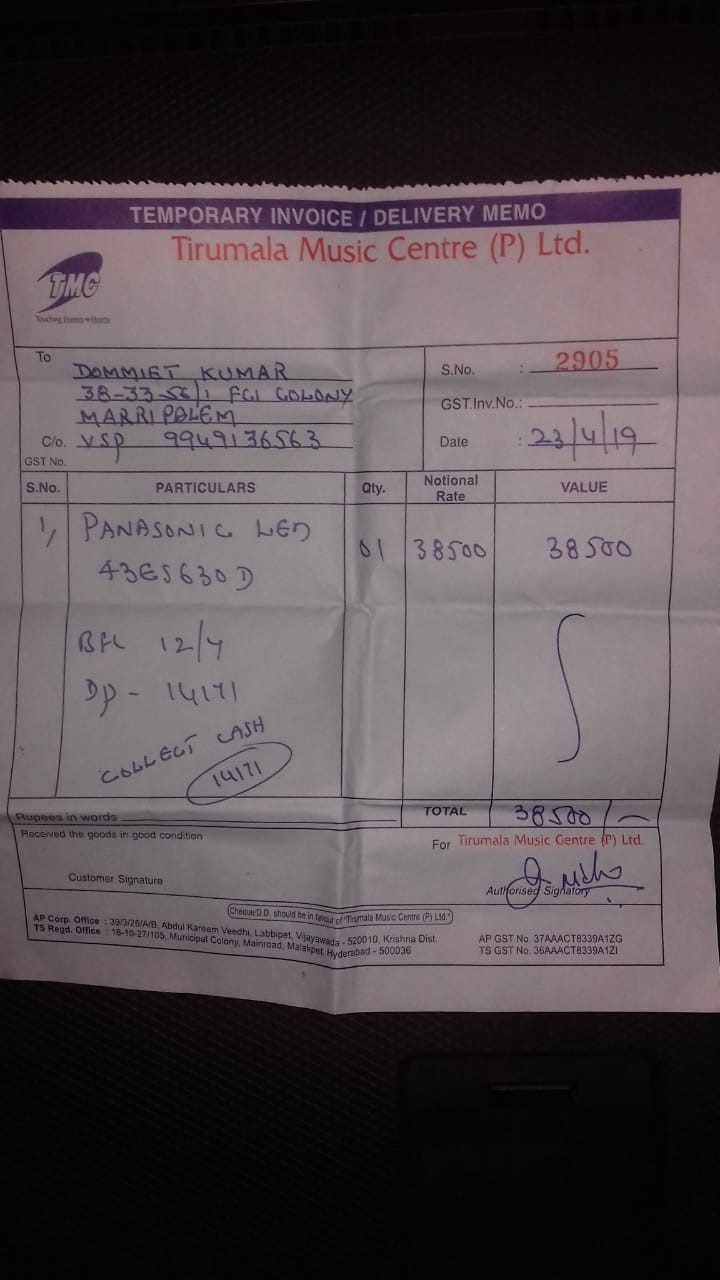 TEMPORARY INVOICE / DELIVERY MEMO
Tirumala Music Centre (P) Ltd.
TMC
To
DOMMIET KUMAR
38-33-56/1 FCI COLONY
MARRIPALEM
C/o. VSP 9949136563
GST No.
S.No. : 2905
GST.Inv.No.:
Date : 23/4/19
S.No. PARTICULARS Qty. Notional Rate VALUE
1/ PANASONIC LED 01 38500 38500
43ES630D
BFL 12/4
DP - 14171
COLLECT CASH
14171
Rupees in words
TOTAL 38500/-
Received the goods in good condition
For Tirumala Music Centre (P) Ltd.
Customer Signature
Authorised Signatory
Cheque/D.D. should be in favour of "Tirumala Music Centre (P) Ltd."
AP Corp. Office : 39/3/26/A/B, Abdul Kareem Veedhi, Labbipet, Vijayawada - 520010, Krishna Dist.
TS Regd. Office : 16-10-27/105, Municipal Colony, Mainroad, Malakpet, Hyderabad - 500036
AP GST No. 37AAACT8339A1ZG
TS GST No. 36AAACT8339A1ZI